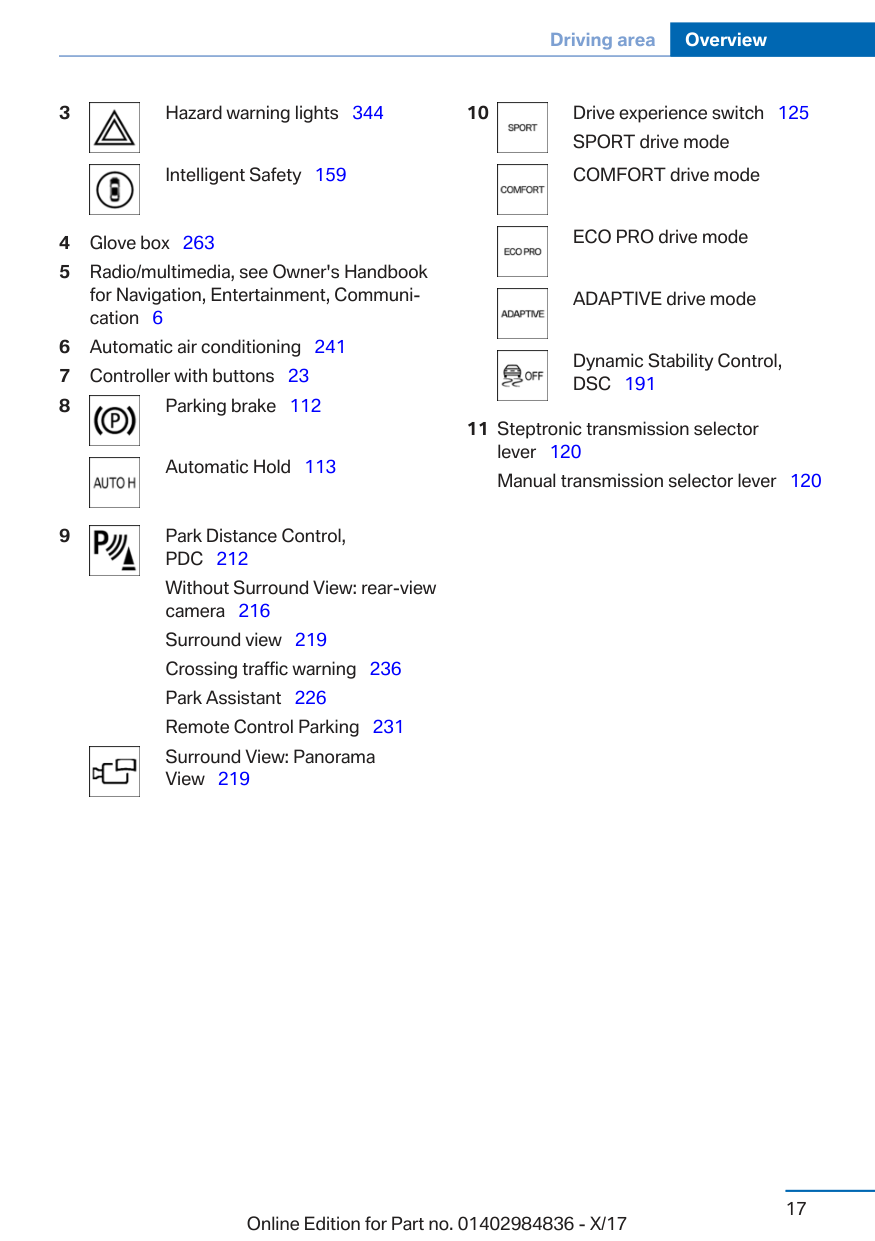 Driving area Overview
3 Hazard warning lights 344
Intelligent Safety 159
4 Glove box 263
5 Radio/multimedia, see Owner's Handbook
for Navigation, Entertainment, Communi-
cation 6
6 Automatic air conditioning 241
7 Controller with buttons 23
8 (P) Parking brake 112
AUTO H Automatic Hold 113
9 P Park Distance Control,
PDC 212
Without Surround View: rear-view
camera 216
Surround view 219
Crossing traffic warning 236
Park Assistant 226
Remote Control Parking 231
Surround View: Panorama
View 219
10 SPORT Drive experience switch 125
SPORT drive mode
COMFORT COMFORT drive mode
ECO PRO ECO PRO drive mode
ADAPTIVE ADAPTIVE drive mode
OFF Dynamic Stability Control,
DSC 191
11 Steptronic transmission selector
lever 120
Manual transmission selector lever 120
17
Online Edition for Part no. 01402984836 - X/17